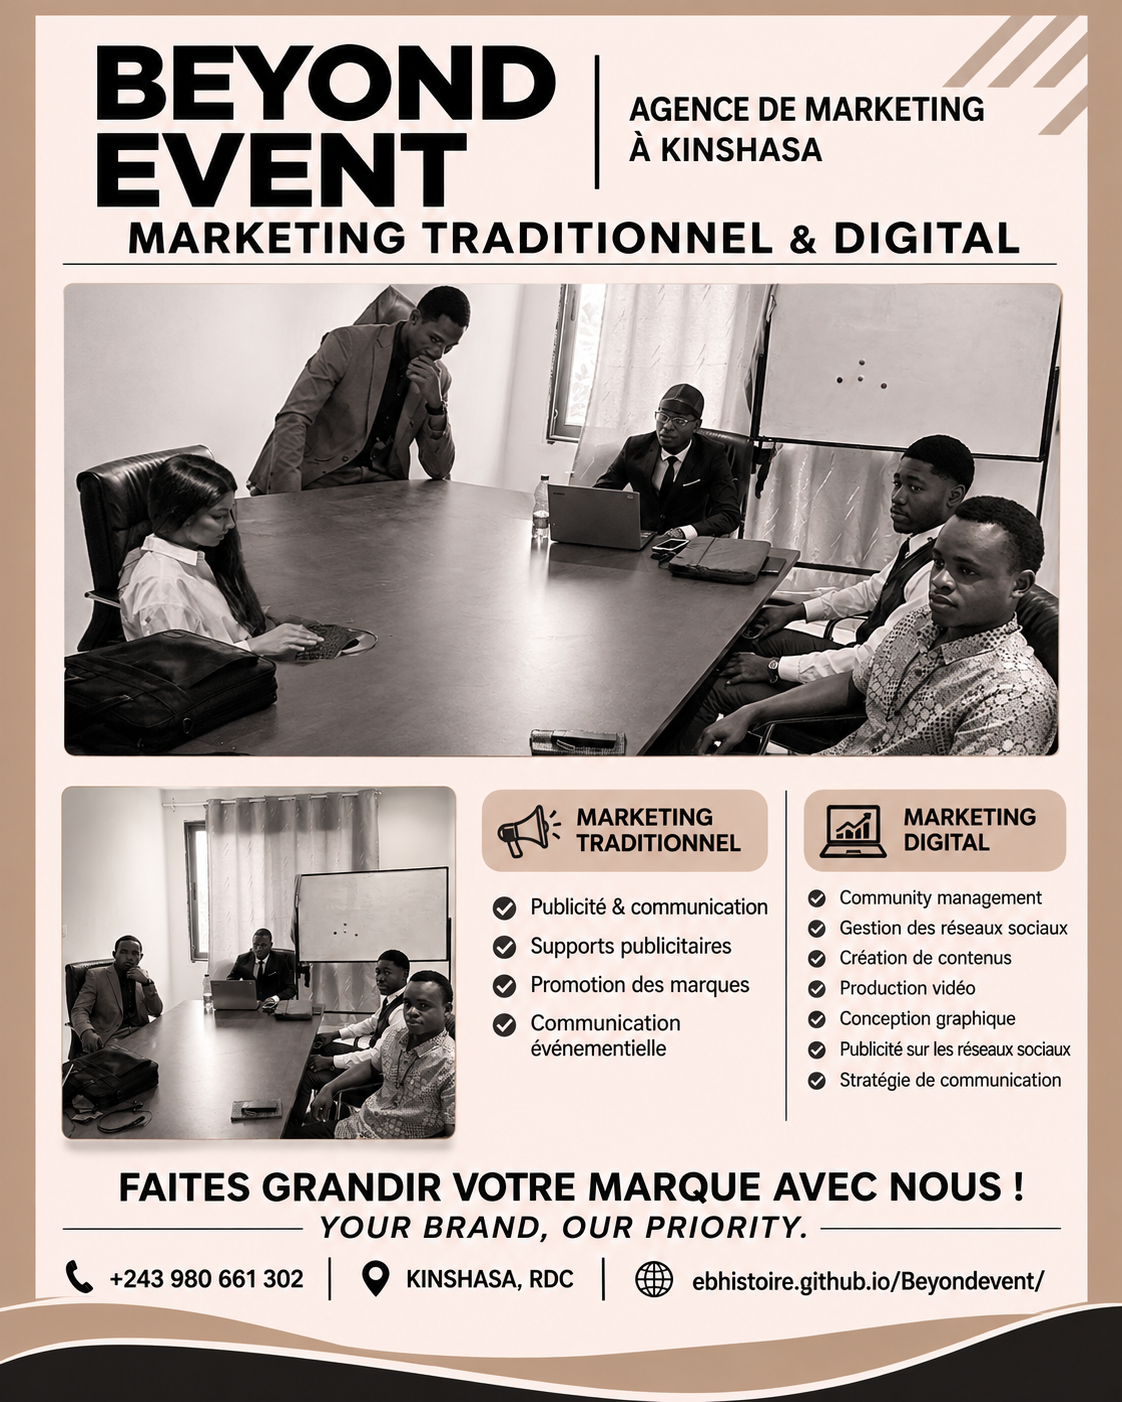 BEYOND
EVENT
AGENCE DE MARKETING
À KINSHASA
MARKETING TRADITIONNEL & DIGITAL
MARKETING
TRADITIONNEL
Publicité & communication
Supports publicitaires
Promotion des marques
Communication
événementielle
MARKETING
DIGITAL
Community management
Gestion des réseaux sociaux
Création de contenus
Production vidéo
Conception graphique
Publicité sur les réseaux sociaux
Stratégie de communication
FAITES GRANDIR VOTRE MARQUE AVEC NOUS !
YOUR BRAND, OUR PRIORITY.
+243 980 661 302
KINSHASA, RDC
ebhistoire.github.io/Beyondevent/